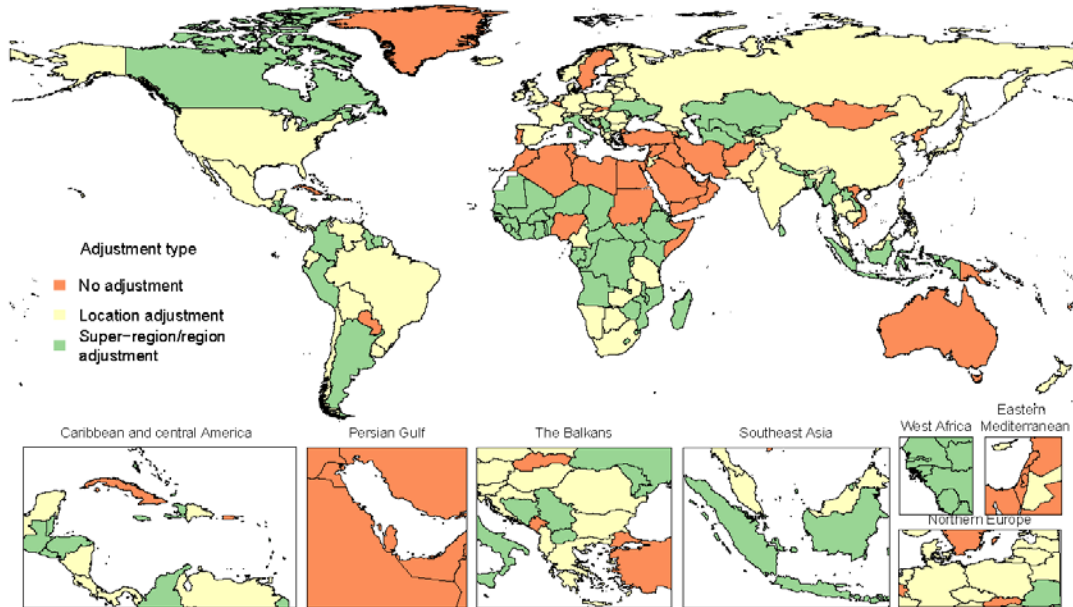 Adjustment type
No adjustment
Location adjustment
Super-region/region
adjustment
Caribbean and central America
Persian Gulf
The Balkans
Southeast Asia
West Africa
Eastern
Mediterranean
Northern Europe